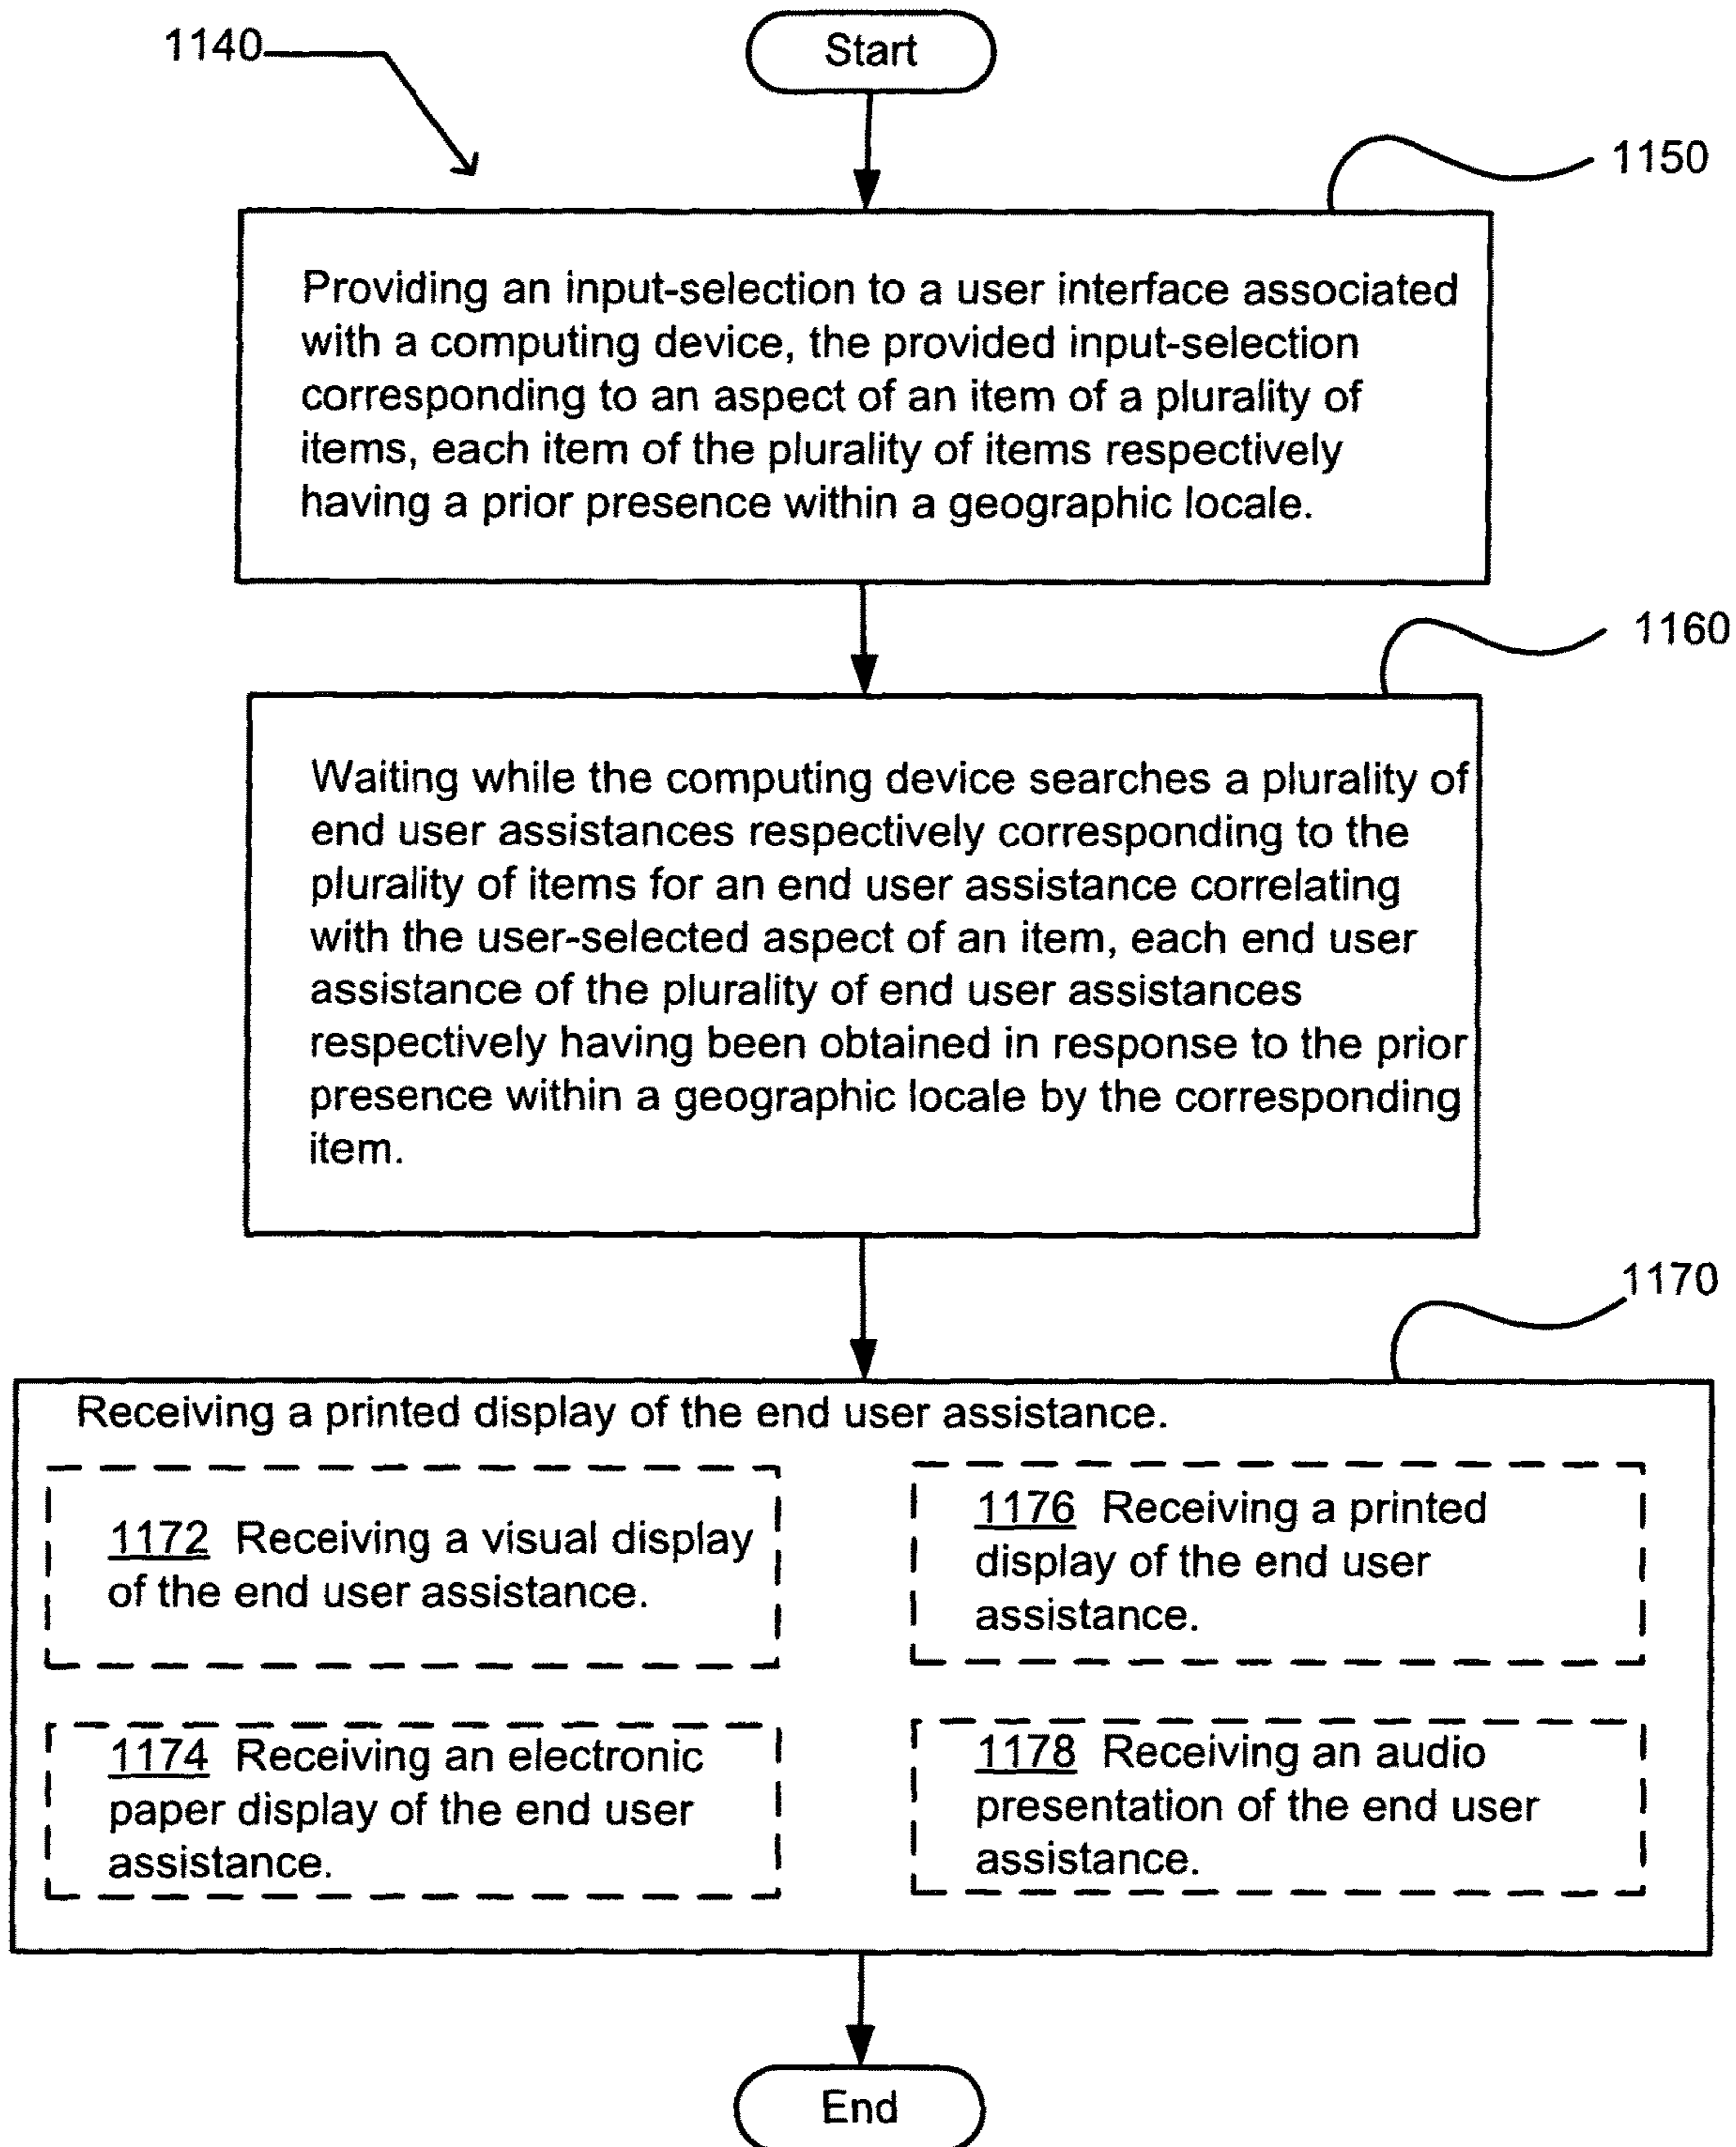 1140
Start
1150
Providing an input-selection to a user interface associated
with a computing device, the provided input-selection
corresponding to an aspect of an item of a plurality of
items, each item of the plurality of items respectively
having a prior presence within a geographic locale.
1160
Waiting while the computing device searches a plurality of
end user assistances respectively corresponding to the
plurality of items for an end user assistance correlating
with the user-selected aspect of an item, each end user
assistance of the plurality of end user assistances
respectively having been obtained in response to the prior
presence within a geographic locale by the corresponding
item.
1170
Receiving a printed display of the end user assistance.
1172 Receiving a visual display
of the end user assistance.
1176 Receiving a printed
display of the end user
assistance.
1174 Receiving an electronic
paper display of the end user
assistance.
1178 Receiving an audio
presentation of the end user
assistance.
End